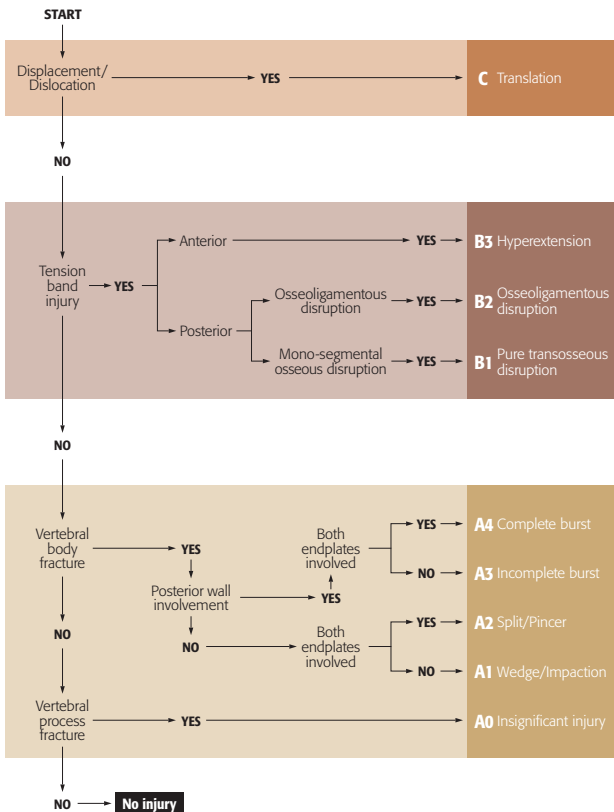 START
Displacement/
Dislocation
YES
C Translation
NO
Anterior
YES
B3 Hyperextension
Tension
band
injury
YES
Osseoligamentous
disruption
YES
B2 Osseoligamentous
disruption
Posterior
Mono-segmental
osseous disruption
YES
B1 Pure transosseous
disruption
NO
Vertebral
body
fracture
YES
Both
endplates
involved
YES
A4 Complete burst
NO
A3 Incomplete burst
Posterior wall
involvement
YES
NO
NO
Both
endplates
involved
YES
A2 Split/Pincer
NO
A1 Wedge/Impaction
Vertebral
process
fracture
YES
A0 Insignificant injury
NO
No injury